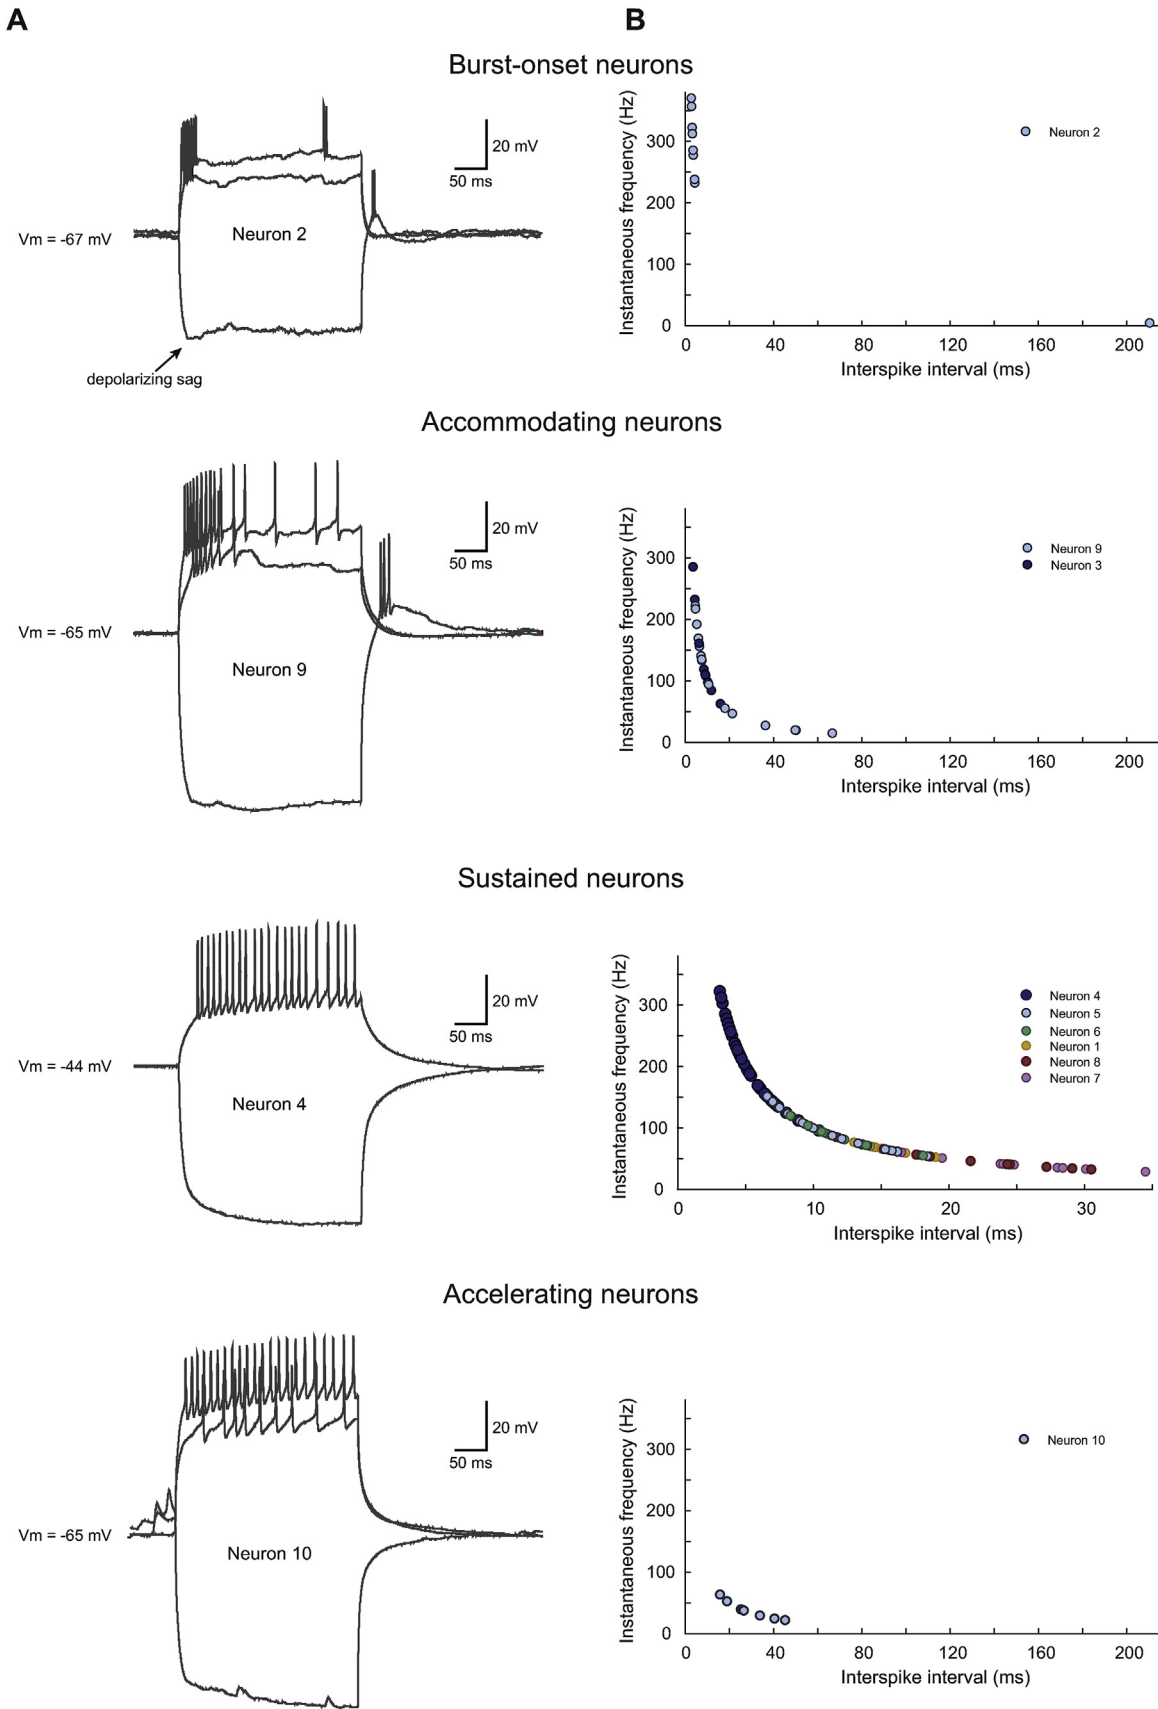 A
B
Burst-onset neurons
20 mV
50 ms
Vm = -67 mV
Neuron 2
depolarizing sag
Instantaneous frequency (Hz)
300
200
100
0
Neuron 2
0 40 80 120 160 200
Interspike interval (ms)
Accommodating neurons
20 mV
50 ms
Vm = -65 mV
Neuron 9
Instantaneous frequency (Hz)
300
200
100
0
Neuron 9
Neuron 3
0 40 80 120 160 200
Interspike interval (ms)
Sustained neurons
20 mV
50 ms
Vm = -44 mV
Neuron 4
Instantaneous frequency (Hz)
300
200
100
0
Neuron 4
Neuron 5
Neuron 6
Neuron 1
Neuron 8
Neuron 7
0 10 20 30
Interspike interval (ms)
Accelerating neurons
20 mV
50 ms
Vm = -65 mV
Neuron 10
Instantaneous frequency (Hz)
300
200
100
0
Neuron 10
0 40 80 120 160 200
Interspike interval (ms)